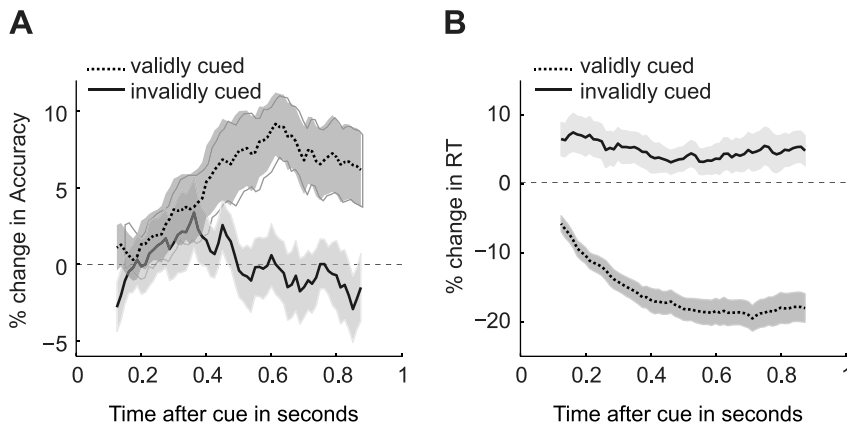 A
validly cued
invalidly cued
% change in Accuracy
10
5
0
−5
0
0.2
0.4
0.6
0.8
1
Time after cue in seconds
B
validly cued
invalidly cued
% change in RT
10
0
−10
−20
0
0.2
0.4
0.6
0.8
1
Time after cue in seconds